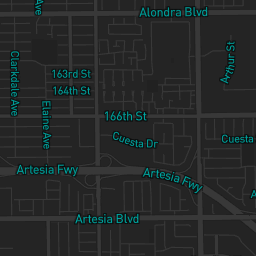 Ave
Alondra Blvd
Clarkdale Ave
163rd St
Arthur St
164th St
Elaine Ave
166th St
Cuesta Dr
Cuesta
Artesia Fwy
Artesia Fwy
A
Artesia Blvd